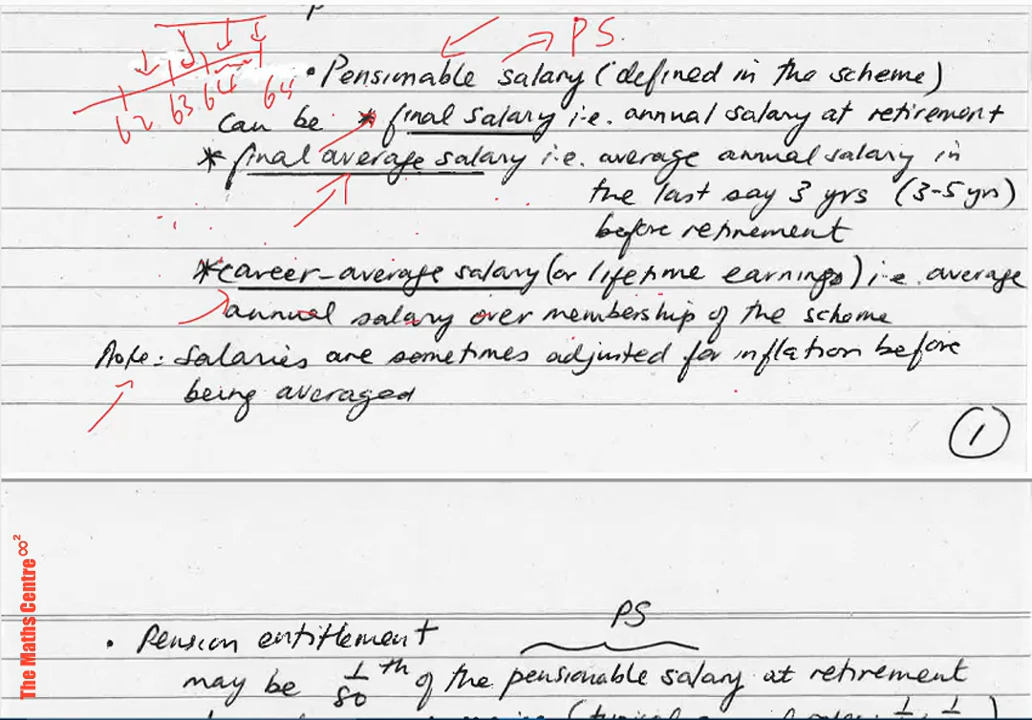 PS.
62 63 64
• Pensionable salary (defined in the scheme)
can be * final salary i.e. annual salary at retirement
* final average salary i.e. average annual salary in
the last say 3 yrs (3-5 yrs)
before retirement
* career-average salary (or lifetime earnings) i.e. average
annual salary over membership of the scheme
Note: Salaries are sometimes adjusted for inflation before
being averaged
1
The Maths Centre ∞²
PS
• Pension entitlement
may be 1/80 th of the pensionable salary at retirement